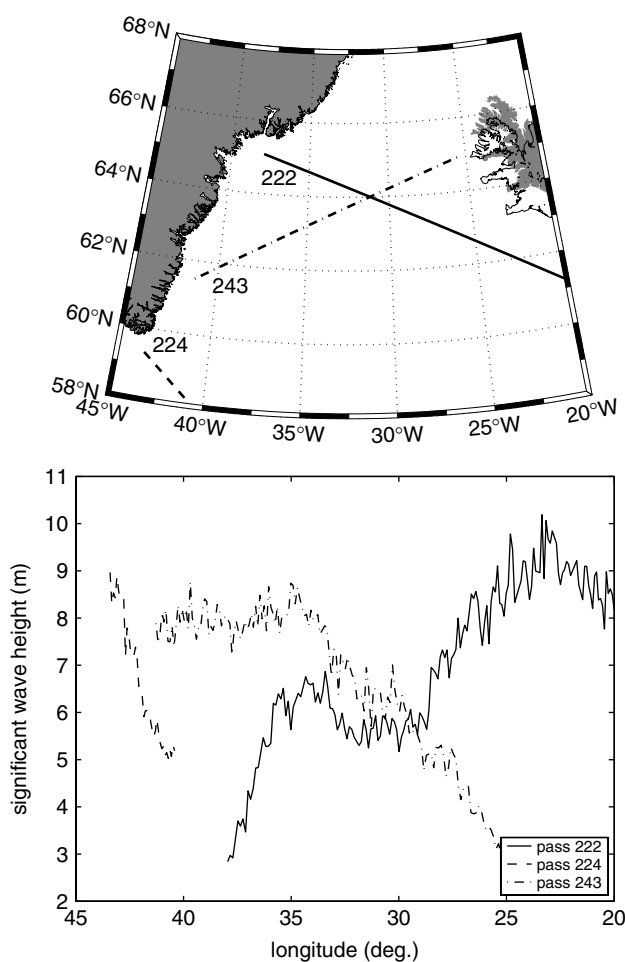 68°N
66°N
64°N
62°N
60°N
58°N
222
243
224
45°W
40°W
35°W
30°W
25°W
20°W
11
10
9
8
7
6
5
4
3
2
significant wave height (m)
pass 222
pass 224
pass 243
45
40
35
30
25
20
longitude (deg.)